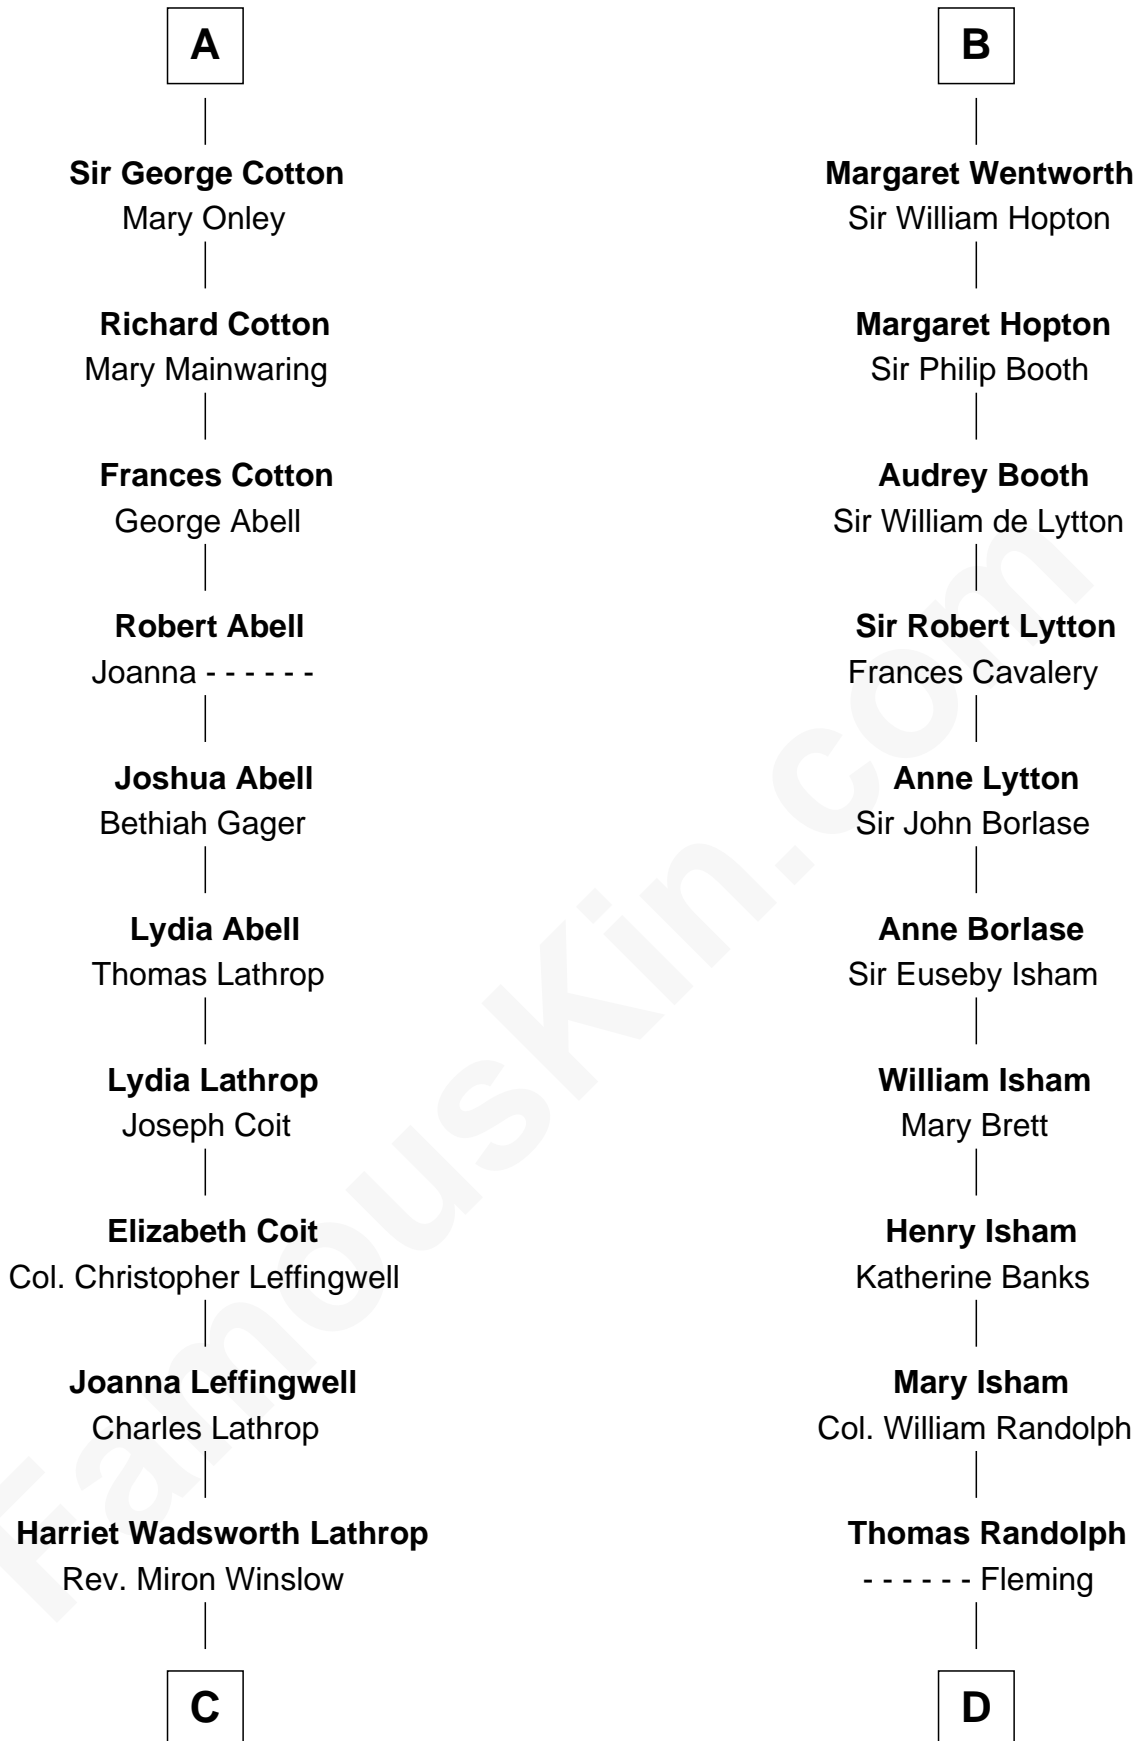 A
Sir George Cotton
Mary Onley
Richard Cotton
Mary Mainwaring
Frances Cotton
George Abell
Robert Abell
Joanna - - - - - -
Joshua Abell
Bethiah Gager
Lydia Abell
Thomas Lathrop
Lydia Lathrop
Joseph Coit
Elizabeth Coit
Col. Christopher Leffingwell
Joanna Leffingwell
Charles Lathrop
Harriet Wadsworth Lathrop
Rev. Miron Winslow
C
B
Margaret Wentworth
Sir William Hopton
Margaret Hopton
Sir Philip Booth
Audrey Booth
Sir William de Lytton
Sir Robert Lytton
Frances Cavalery
Anne Lytton
Sir John Borlase
Anne Borlase
Sir Euseby Isham
William Isham
Mary Brett
Henry Isham
Katherine Banks
Mary Isham
Col. William Randolph
Thomas Randolph
- - - - - - Fleming
D
FamousKin.com